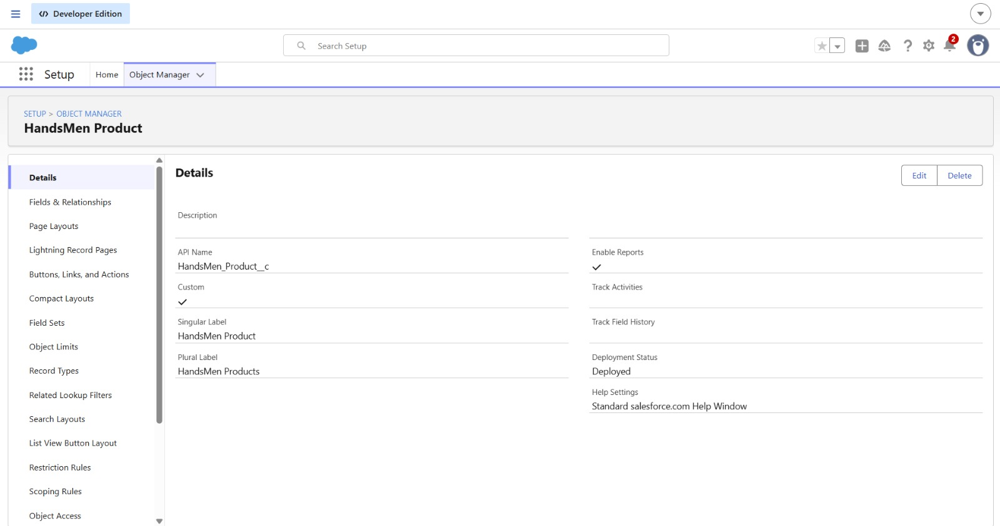 Developer Edition
Search Setup
2
Setup
Home
Object Manager
SETUP > OBJECT MANAGER
HandsMen Product
Details
Fields & Relationships
Page Layouts
Lightning Record Pages
Buttons, Links, and Actions
Compact Layouts
Field Sets
Object Limits
Record Types
Related Lookup Filters
Search Layouts
List View Button Layout
Restriction Rules
Scoping Rules
Object Access
Details
Edit
Delete
Description
API Name
HandsMen_Product__c
Custom
Singular Label
HandsMen Product
Plural Label
HandsMen Products
Enable Reports
Track Activities
Track Field History
Deployment Status
Deployed
Help Settings
Standard salesforce.com Help Window